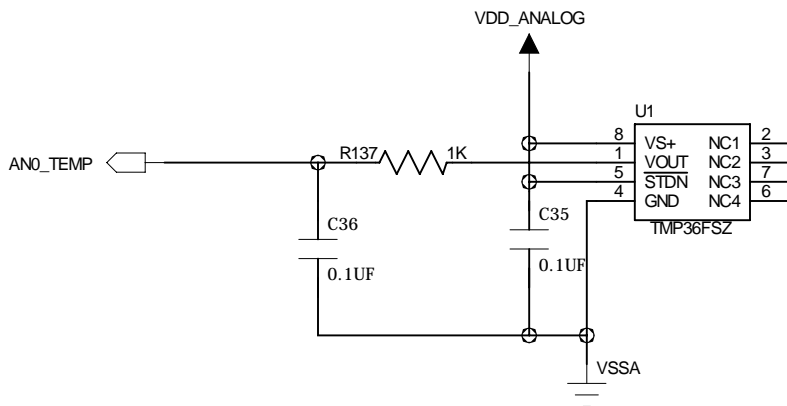 VDD_ANALOG
U1
AN0_TEMP
R137 1K
8 VS+ NC1 2
1 VOUT NC2 3
5 STDN NC3 7
4 GND NC4 6
TMP36FSZ
C36
0.1UF
C35
0.1UF
VSSA